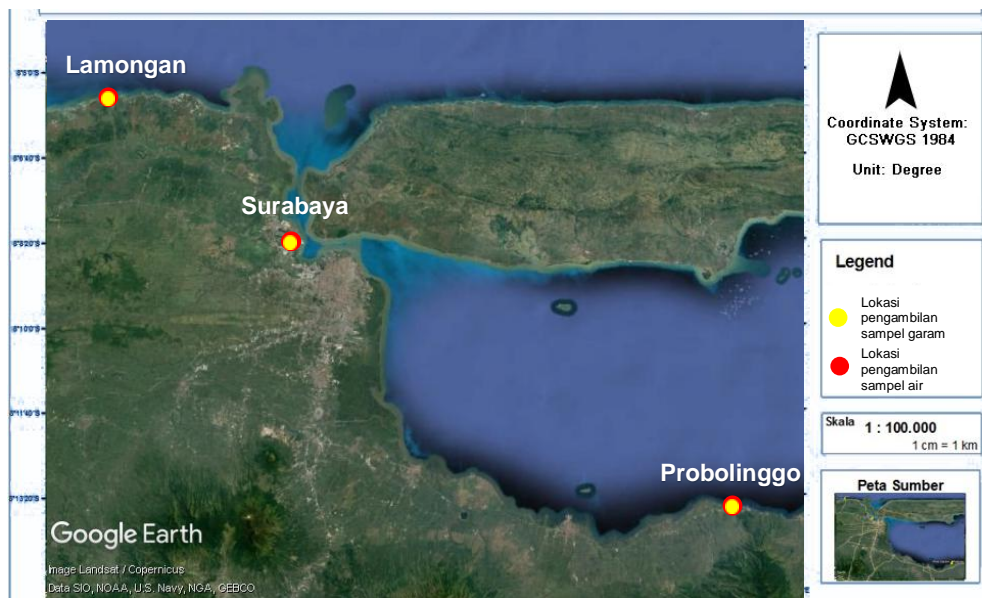 Lamongan
Surabaya
Probolinggo
Google Earth
Image Landsat / Copernicus
Data SIO, NOAA, U.S. Navy, NGA, GEBCO
Coordinate System:
GCSWGS 1984
Unit: Degree
Legend
Lokasi
pengambilan
sampel garam
Lokasi
pengambilan
sampel air
Skala 1 : 100.000
1 cm = 1 km
Peta Sumber